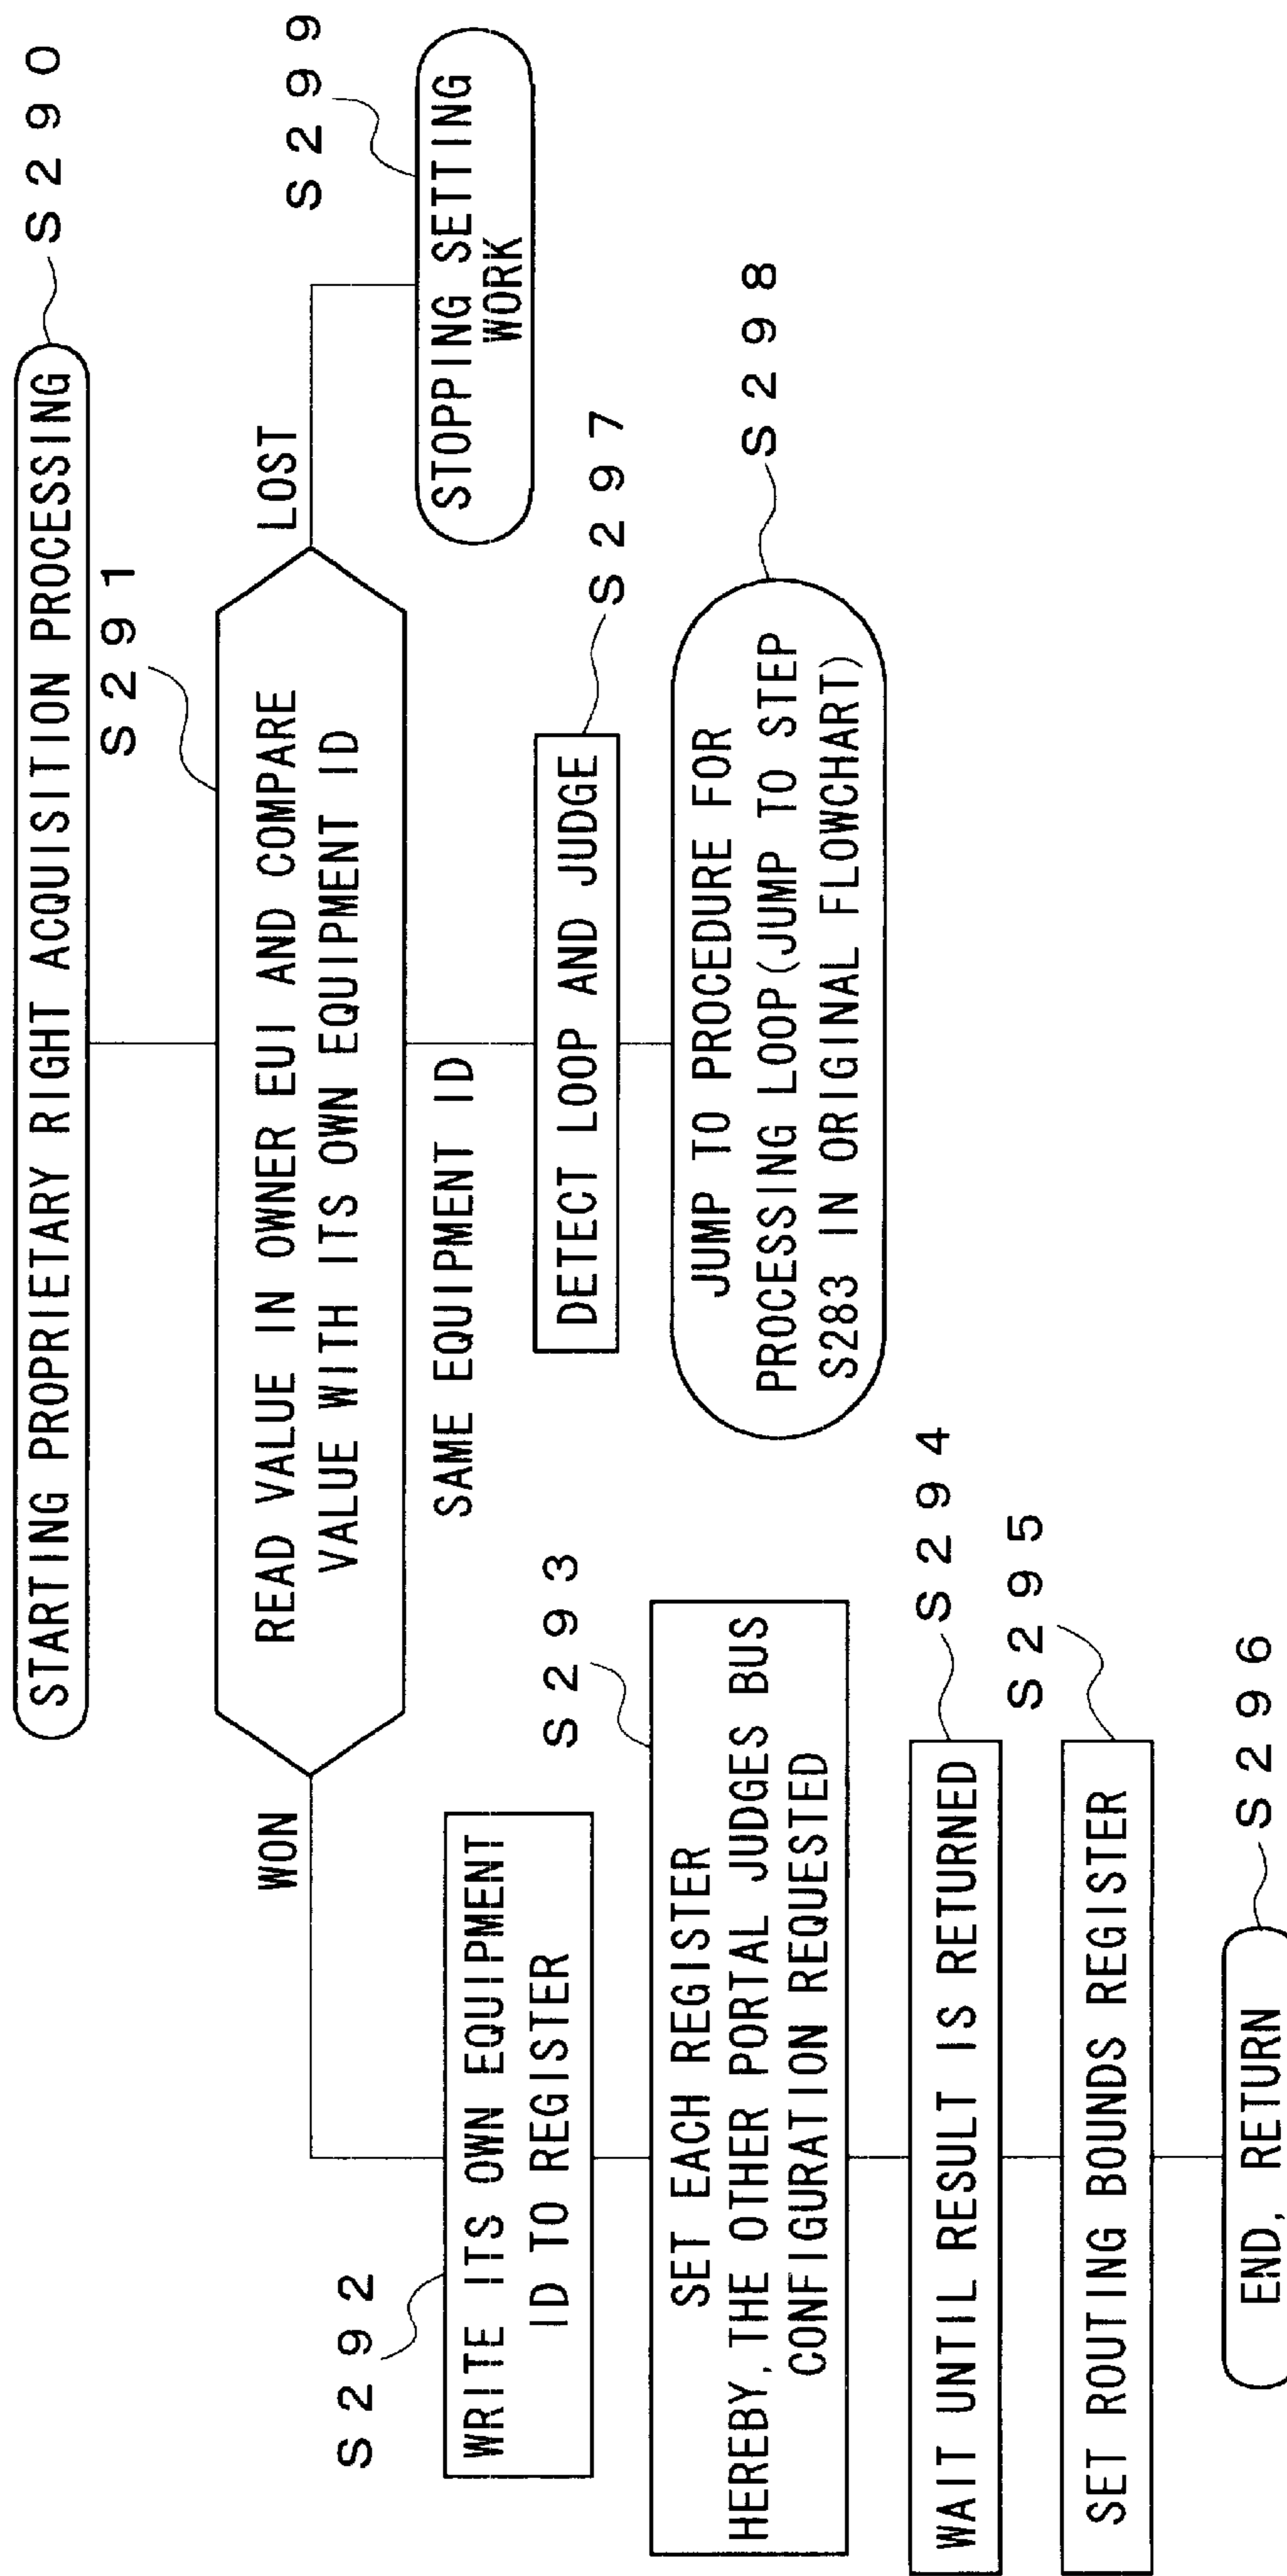 STARTING PROPRIETARY RIGHT ACQUISITION PROCESSING
S290
S291
READ VALUE IN OWNER EUI AND COMPARE
VALUE WITH ITS OWN EQUIPMENT ID
WON
LOST
SAME EQUIPMENT ID
S292
WRITE ITS OWN EQUIPMENT
ID TO REGISTER
S293
SET EACH REGISTER
HEREBY, THE OTHER PORTAL JUDGES BUS
CONFIGURATION REQUESTED
S294
WAIT UNTIL RESULT IS RETURNED
S295
SET ROUTING BOUNDS REGISTER
S296
END, RETURN
S297
DETECT LOOP AND JUDGE
S298
JUMP TO PROCEDURE FOR
PROCESSING LOOP(JUMP TO STEP
S283 IN ORIGINAL FLOWCHART)
S299
STOPPING SETTING
WORK